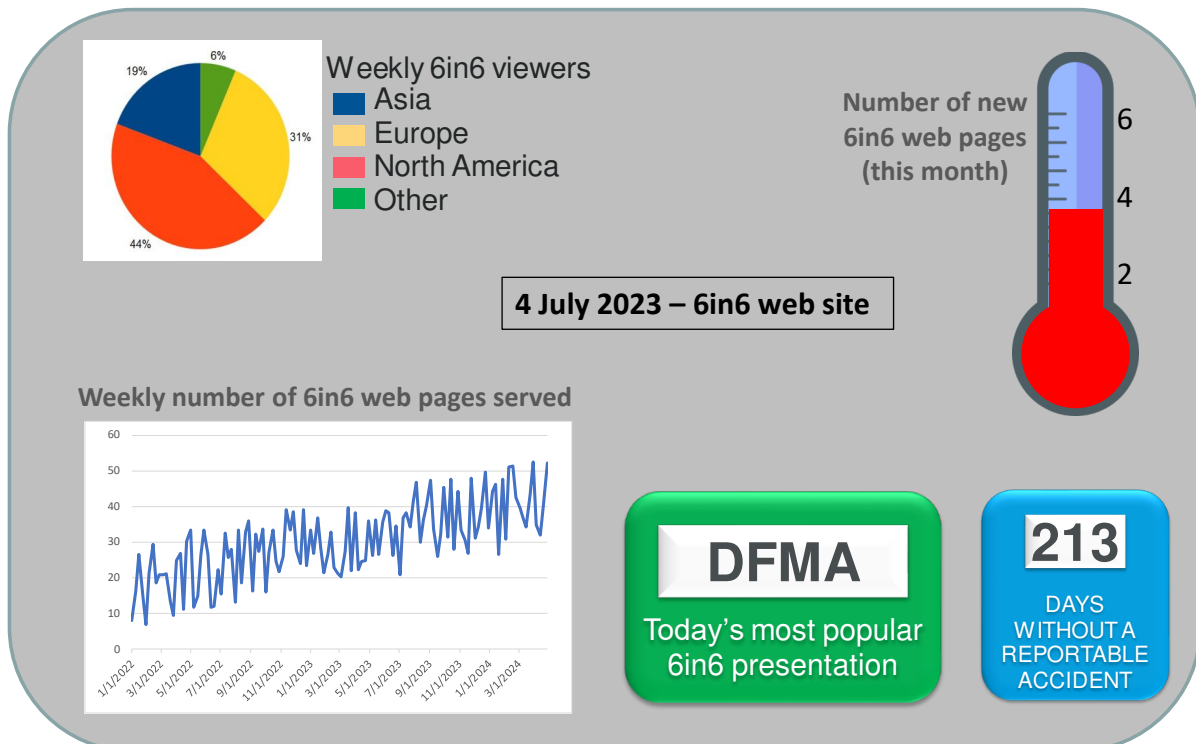 6%
19%
31%
44%
Weekly 6in6 viewers
Asia
Europe
North America
Other
Number of new
6in6 web pages
(this month)
6
4
2
4 July 2023 – 6in6 web site
Weekly number of 6in6 web pages served
60
50
40
30
20
10
0
1/1/2022
3/1/2022
5/1/2022
7/1/2022
9/1/2022
11/1/2022
1/1/2023
3/1/2023
5/1/2023
7/1/2023
9/1/2023
11/1/2023
1/1/2024
3/1/2024
DFMA
Today's most popular
6in6 presentation
213
DAYS
WITHOUT A
REPORTABLE
ACCIDENT